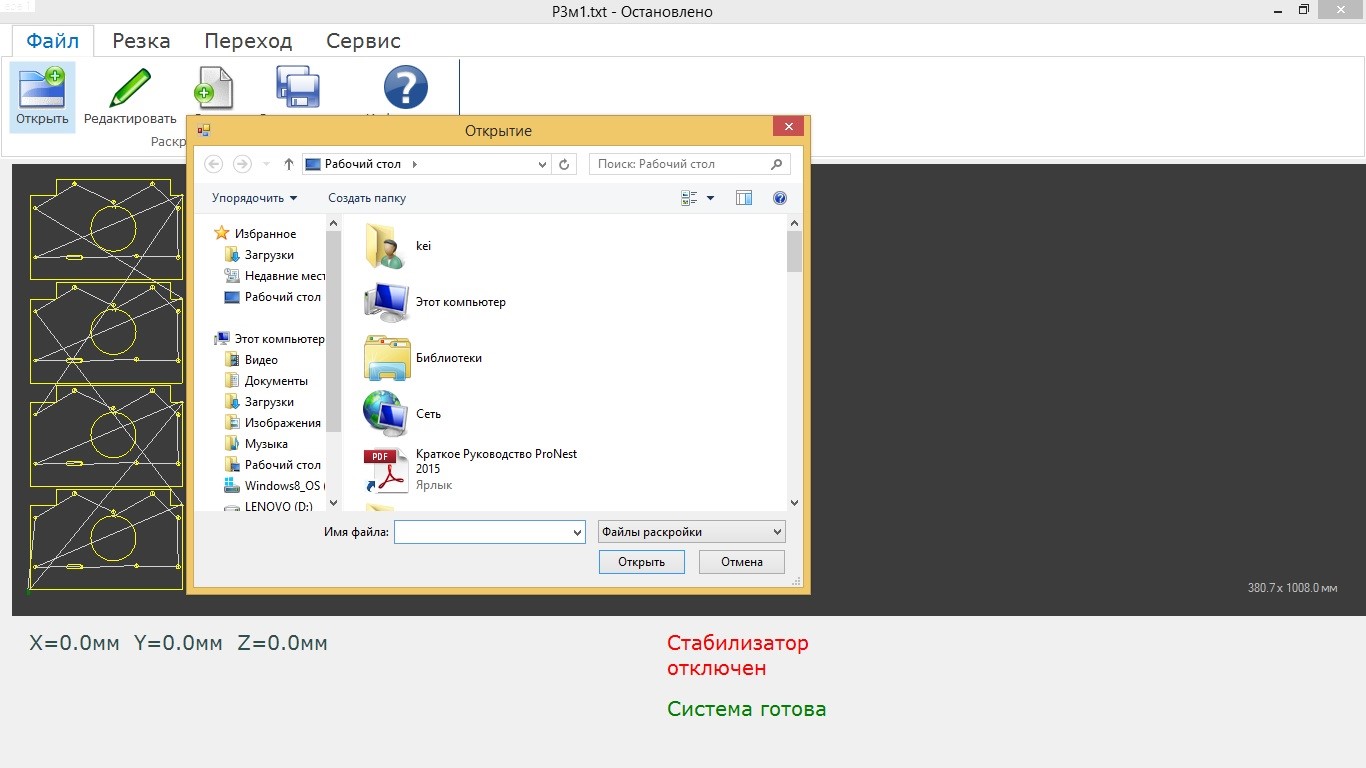 P3м1.txt - Остановлено
Файл Резка Переход Сервис
Открыть Редактировать
Раскр
Открытие
Рабочий стол
Поиск: Рабочий стол
Упорядочить Создать папку
Избранное
Загрузки
Недавние мест
Рабочий стол
Этот компьютер
Видео
Документы
Загрузки
Изображения
Музыка
Рабочий стол
Windows8_OS (
LENOVO (D:)
kei
Этот компьютер
Библиотеки
Сеть
PDF
Краткое Руководство ProNest
2015
Ярлык
Имя файла:
Файлы раскройки
Открыть Отмена
380.7 x 1008.0 мм
X=0.0мм Y=0.0мм Z=0.0мм
Стабилизатор
отключен
Система готова